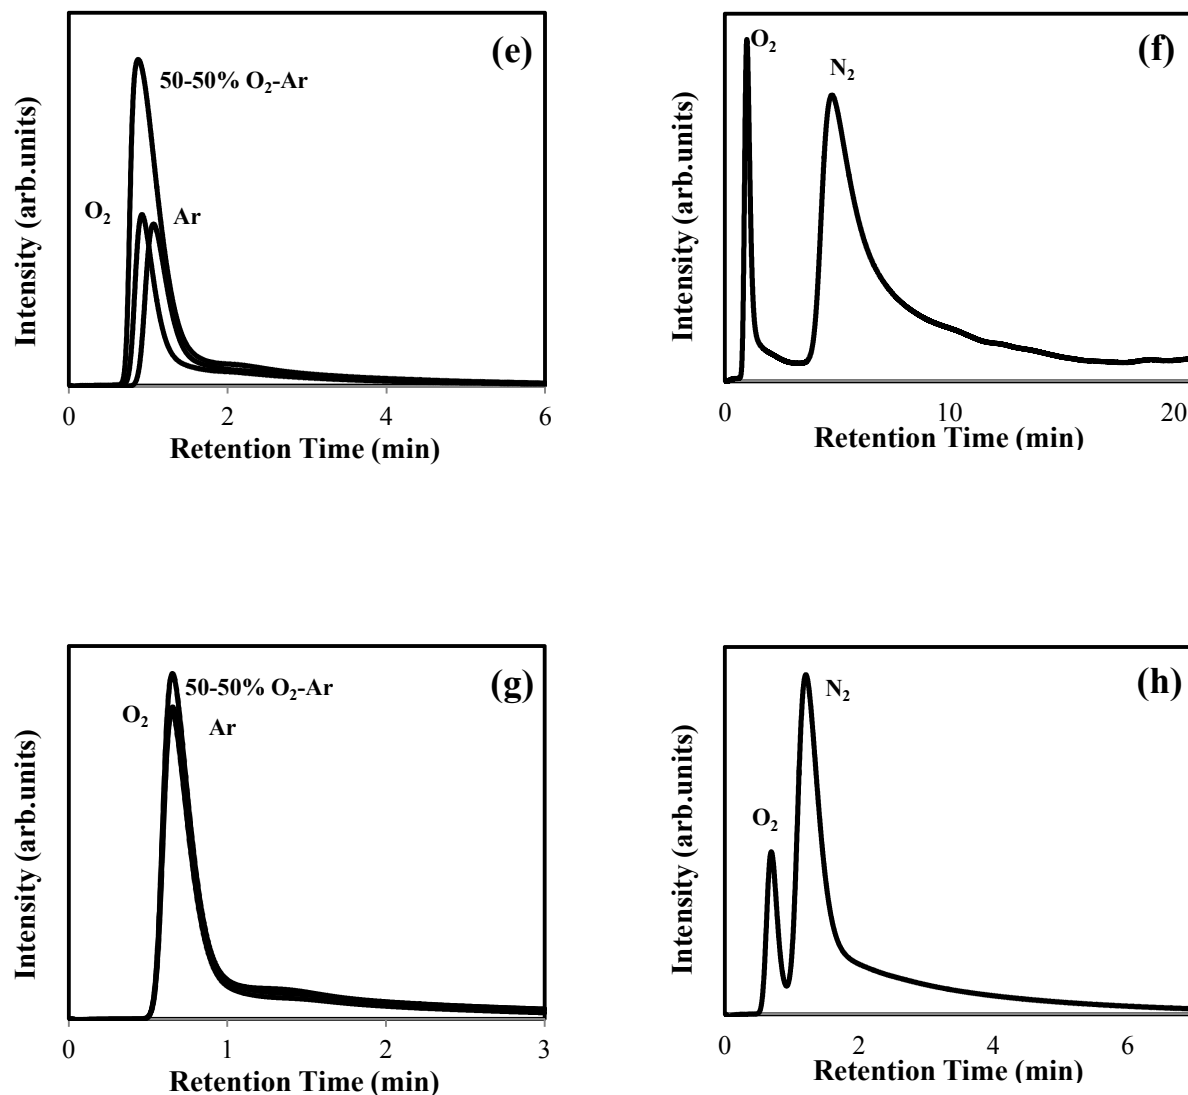 (e)
50-50% O₂-Ar
O₂
Ar
Intensity (arb.units)
0
2
4
6
Retention Time (min)
(f)
O₂
N₂
Intensity (arb.units)
0
10
20
Retention Time (min)
(g)
50-50% O₂-Ar
O₂
Ar
Intensity (arb.units)
0
1
2
3
Retention Time (min)
(h)
N₂
O₂
Intensity (arb.units)
0
2
4
6
Retention Time (min)